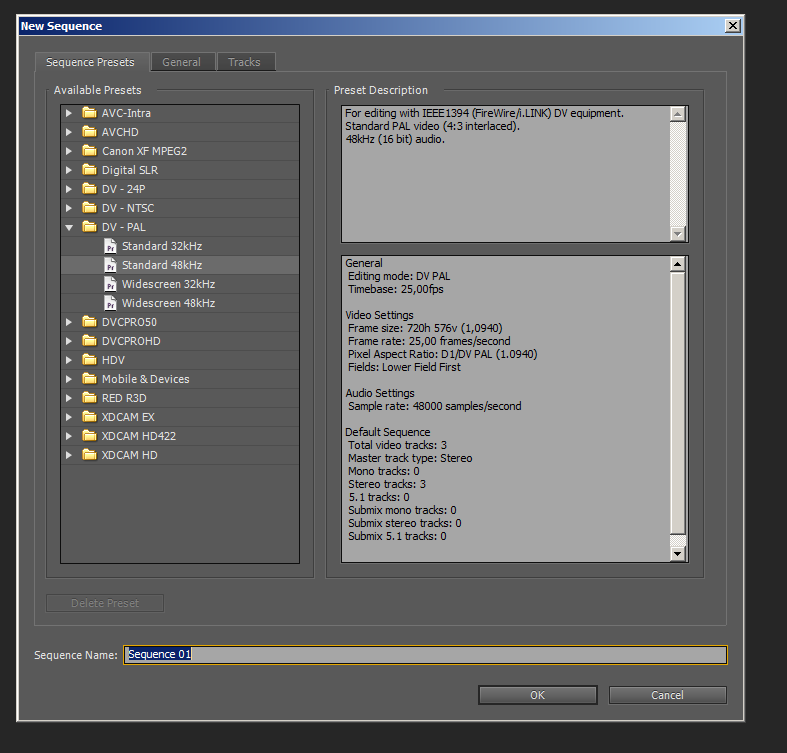 New Sequence
Sequence Presets
General
Tracks
Available Presets
AVC-Intra
AVCHD
Canon XF MPEG2
Digital SLR
DV - 24P
DV - NTSC
DV - PAL
Pr Standard 32kHz
Pr Standard 48kHz
Pr Widescreen 32kHz
Pr Widescreen 48kHz
DVCPRO50
DVCPROHD
HDV
Mobile & Devices
RED R3D
XDCAM EX
XDCAM HD422
XDCAM HD
Delete Preset
Preset Description
For editing with IEEE1394 (FireWire/i.LINK) DV equipment.
Standard PAL video (4:3 interlaced).
48kHz (16 bit) audio.
General
Editing mode: DV PAL
Timebase: 25,00fps
Video Settings
Frame size: 720h 576v (1,0940)
Frame rate: 25,00 frames/second
Pixel Aspect Ratio: D1/DV PAL (1.0940)
Fields: Lower Field First
Audio Settings
Sample rate: 48000 samples/second
Default Sequence
Total video tracks: 3
Master track type: Stereo
Mono tracks: 0
Stereo tracks: 3
5.1 tracks: 0
Submix mono tracks: 0
Submix stereo tracks: 0
Submix 5.1 tracks: 0
Sequence Name: Sequence 01
OK
Cancel